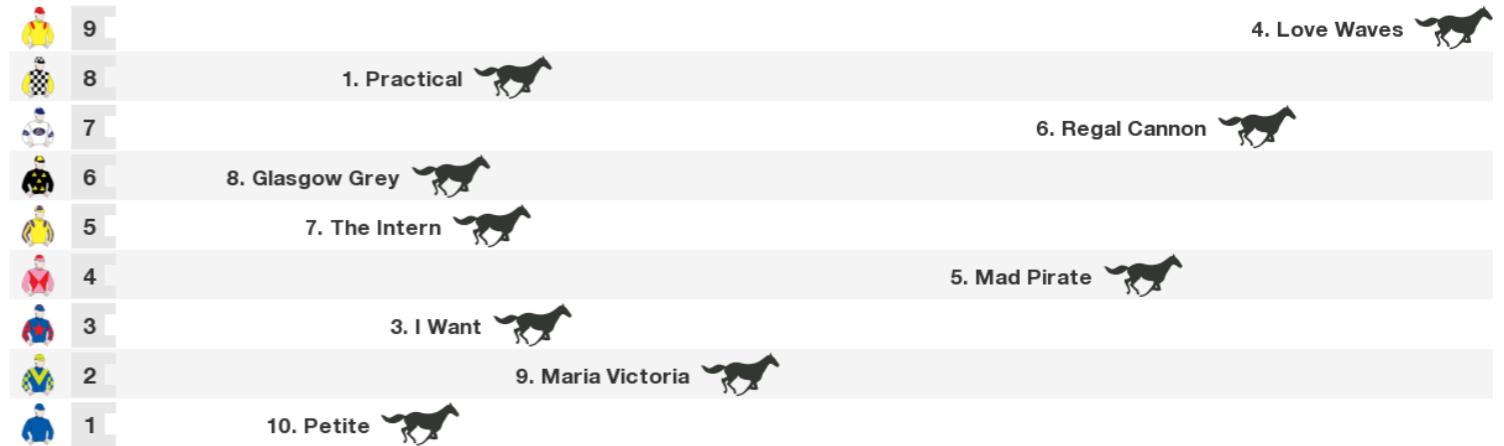 9 4. Love Waves
8 1. Practical
7 6. Regal Cannon
6 8. Glasgow Grey
5 7. The Intern
4 5. Mad Pirate
3 3. I Want
2 9. Maria Victoria
1 10. Petite